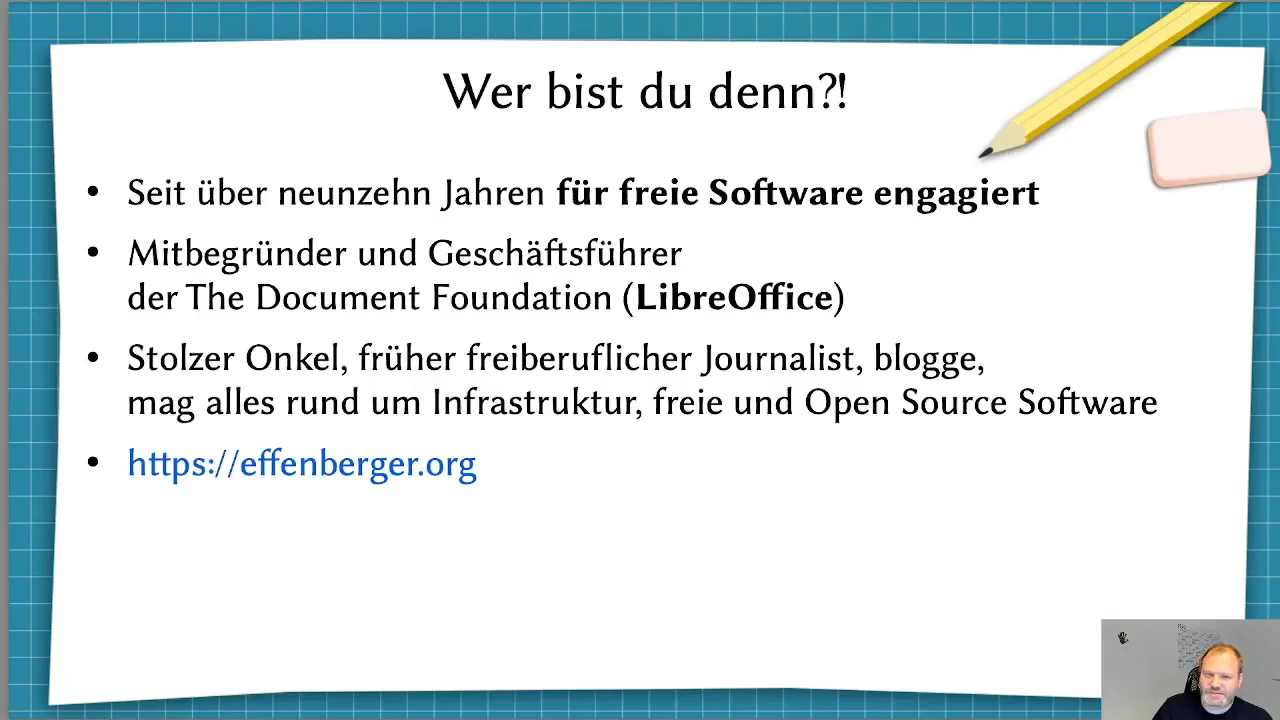 Wer bist du denn?!
• Seit über neunzehn Jahren für freie Software engagiert
• Mitbegründer und Geschäftsführer
der The Document Foundation (LibreOffice)
• Stolzer Onkel, früher freiberuflicher Journalist, blogge,
mag alles rund um Infrastruktur, freie und Open Source Software
• https://effenberger.org